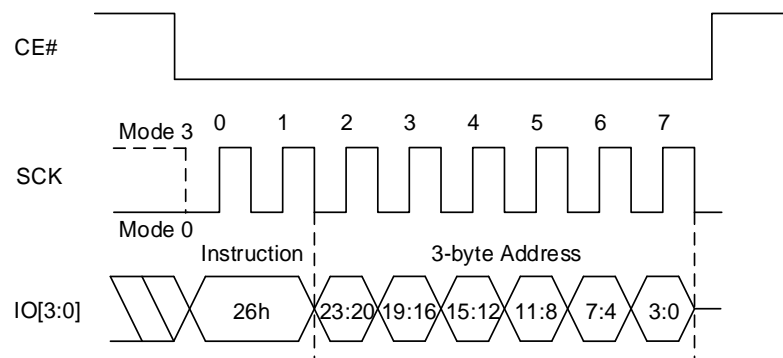 CE#
Mode 3 0 1 2 3 4 5 6 7
SCK
Mode 0
Instruction 3-byte Address
IO[3:0] 26h 23:20 19:16 15:12 11:8 7:4 3:0